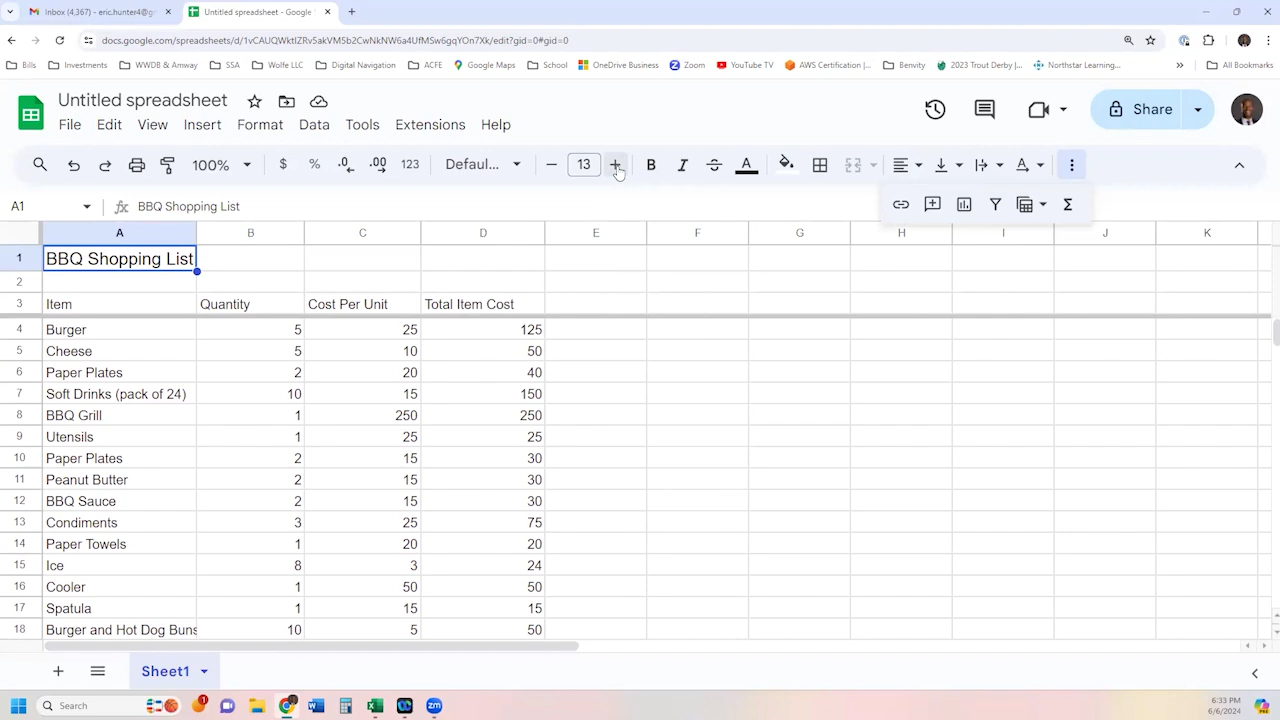 Inbox (4,367) - eric.hunter4@g
Untitled spreadsheet - Google
docs.google.com/spreadsheets/d/1vCAUQWktIZRv5akVM5b2CwNkNW6a4UfMSw6gqYOn7Xk/edit?gid=0#gid=0
Bills Investments WWDB & Amway SSA Wolfe LLC Digital Navigation ACFE Google Maps School OneDrive Business Zoom YouTube TV AWS Certification |... Benvity 2023 Trout Derby |... Northstar Learning... » All Bookmarks
Untitled spreadsheet
File Edit View Insert Format Data Tools Extensions Help
Share
100% $ % .0 .00 123 Defaul... − 13 + B I S A
A1 fx BBQ Shopping List
A B C D E F G H I J K
1 BBQ Shopping List
2
3 Item Quantity Cost Per Unit Total Item Cost
4 Burger 5 25 125
5 Cheese 5 10 50
6 Paper Plates 2 20 40
7 Soft Drinks (pack of 24) 10 15 150
8 BBQ Grill 1 250 250
9 Utensils 1 25 25
10 Paper Plates 2 15 30
11 Peanut Butter 2 15 30
12 BBQ Sauce 2 15 30
13 Condiments 3 25 75
14 Paper Towels 1 20 20
15 Ice 8 3 24
16 Cooler 1 50 50
17 Spatula 1 15 15
18 Burger and Hot Dog Buns 10 5 50
Sheet1
Search
6:33 PM
6/6/2024